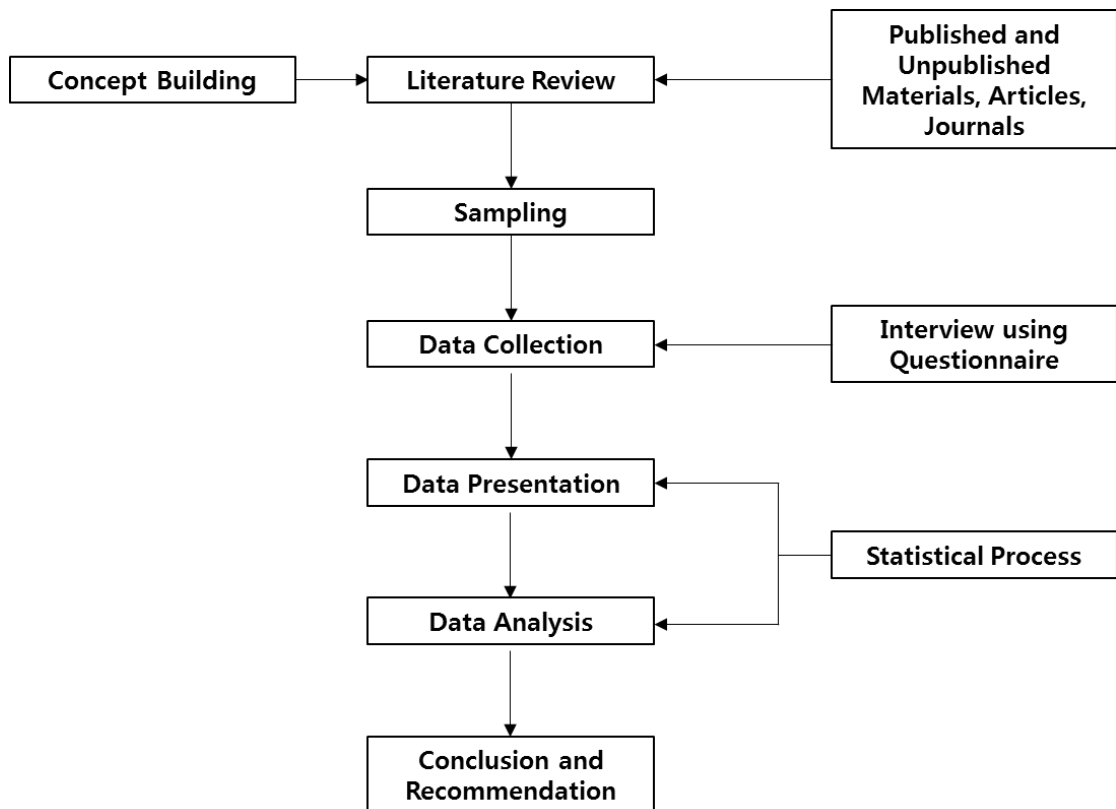 Concept Building
Literature Review
Published and
Unpublished
Materials, Articles,
Journals
Sampling
Data Collection
Interview using
Questionnaire
Data Presentation
Statistical Process
Data Analysis
Conclusion and
Recommendation